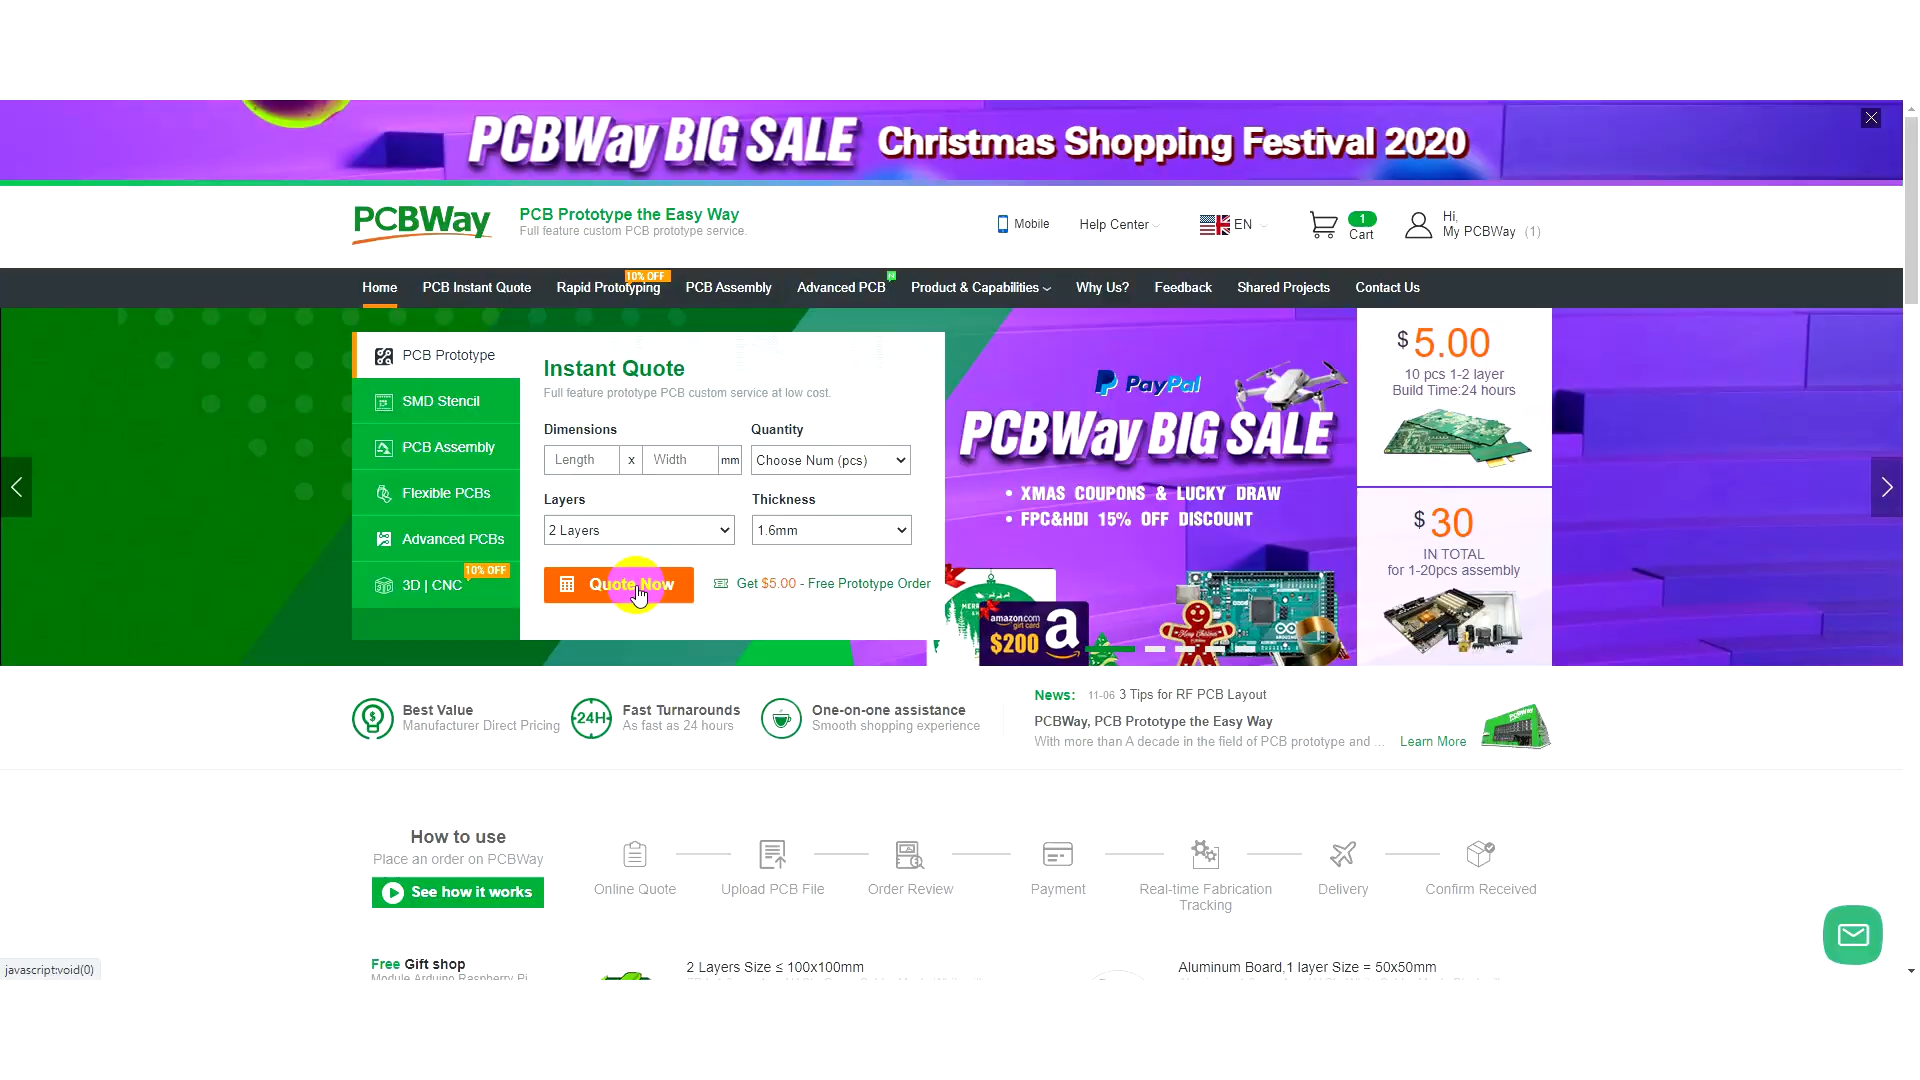 PCBWay BIG SALE Christmas Shopping Festival 2020
PCBWay
PCB Prototype the Easy Way
Full feature custom PCB prototype service.
Mobile
Help Center
EN
1
Cart
Hi,
My PCBWay (1)
10% OFF
N
Home
PCB Instant Quote
Rapid Prototyping
PCB Assembly
Advanced PCB
Product & Capabilities
Why Us?
Feedback
Shared Projects
Contact Us
PCB Prototype
SMD Stencil
PCB Assembly
Flexible PCBs
Advanced PCBs
10% OFF
3D | CNC
Instant Quote
Full feature prototype PCB custom service at low cost.
Dimensions
Quantity
Length x Width mm
Choose Num (pcs)
Layers
Thickness
2 Layers
1.6mm
Quote Now
Get $5.00 - Free Prototype Order
PayPal
PCBWay BIG SALE
• XMAS COUPONS & LUCKY DRAW
• FPC&HDI 15% OFF DISCOUNT
amazon.com
gift card
$200
a
$ 5.00
10 pcs 1-2 layer
Build Time:24 hours
$ 30
IN TOTAL
for 1-20pcs assembly
Best Value
Manufacturer Direct Pricing
24H
Fast Turnarounds
As fast as 24 hours
One-on-one assistance
Smooth shopping experience
News: 11-06 3 Tips for RF PCB Layout
PCBWay, PCB Prototype the Easy Way
With more than A decade in the field of PCB prototype and ... Learn More
How to use
Place an order on PCBWay
See how it works
Online Quote
Upload PCB File
Order Review
Payment
Real-time Fabrication
Tracking
Delivery
Confirm Received
javascript:void(0)
Free Gift shop
Module Arduino Raspberry Pi
2 Layers Size ≤ 100x100mm
Aluminum Board,1 layer Size = 50x50mm